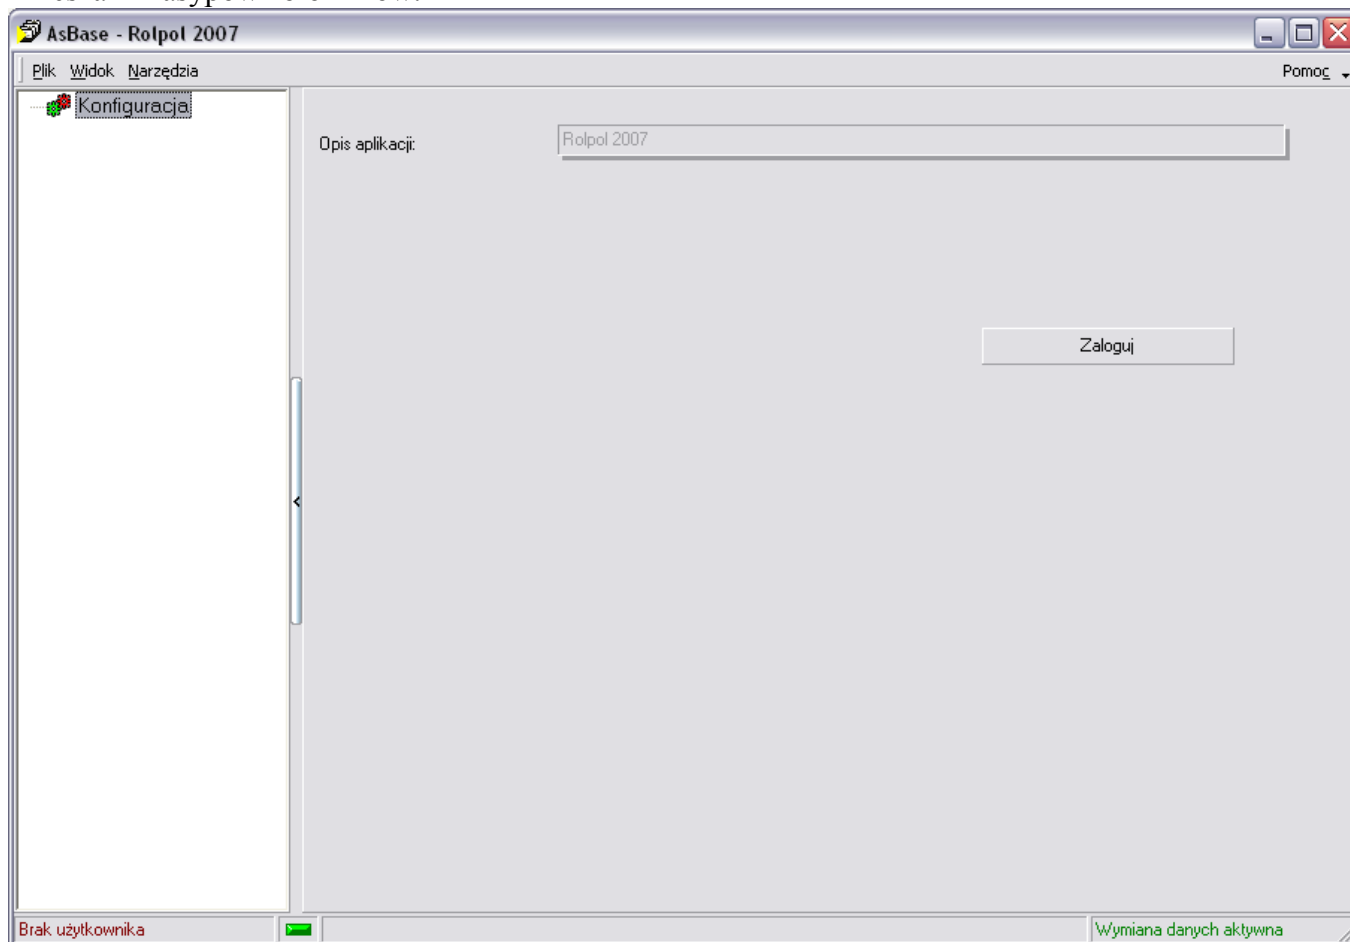 AsBase - Rolpol 2007
Plik Widok Narzędzia Pomoc
Konfiguracja
Opis aplikacji: Rolpol 2007
Zaloguj
Brak użytkownika Wymiana danych aktywna